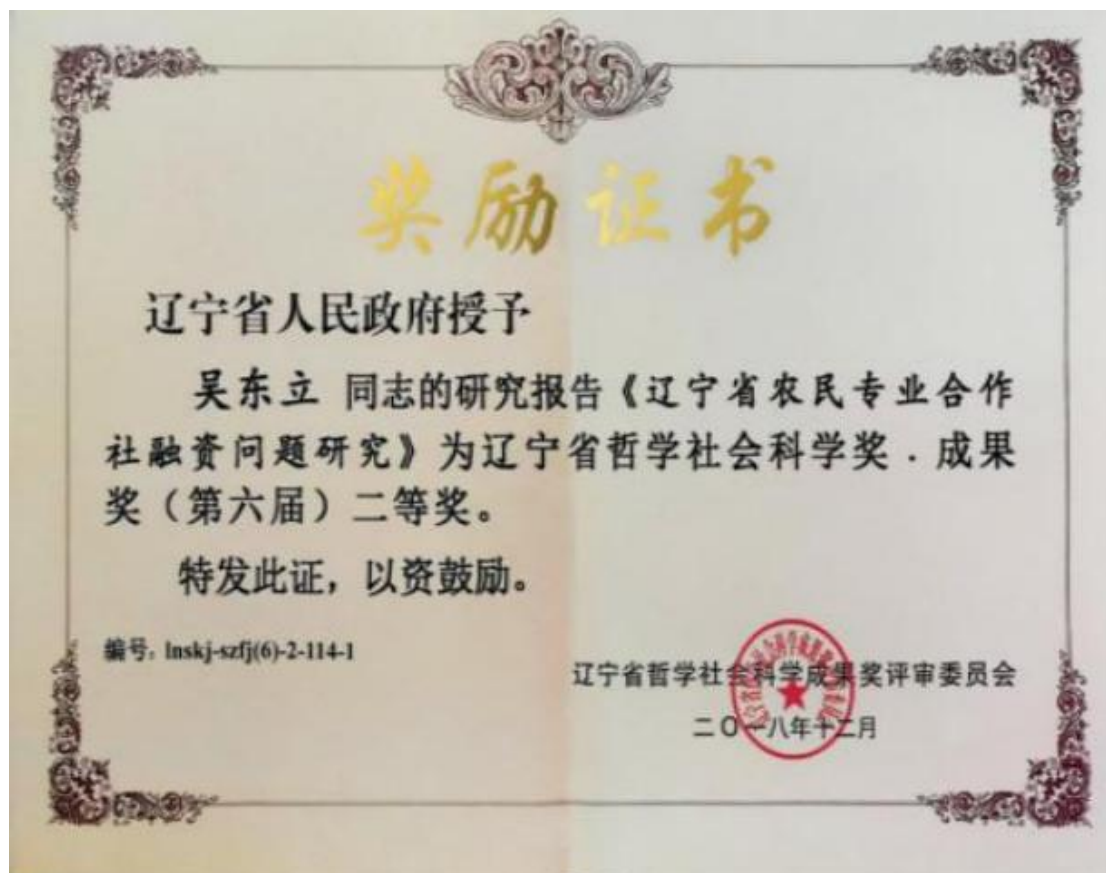 奖励证书
辽宁省人民政府授予
吴东立 同志的研究报告《辽宁省农民专业合作
社融资问题研究》为辽宁省哲学社会科学奖．成果
奖（第六届）二等奖。
特发此证，以资鼓励。
编号：lnskj-szfj(6)-2-114-1
辽宁省哲学社会科学成果奖评审委员会
二〇一八年十二月